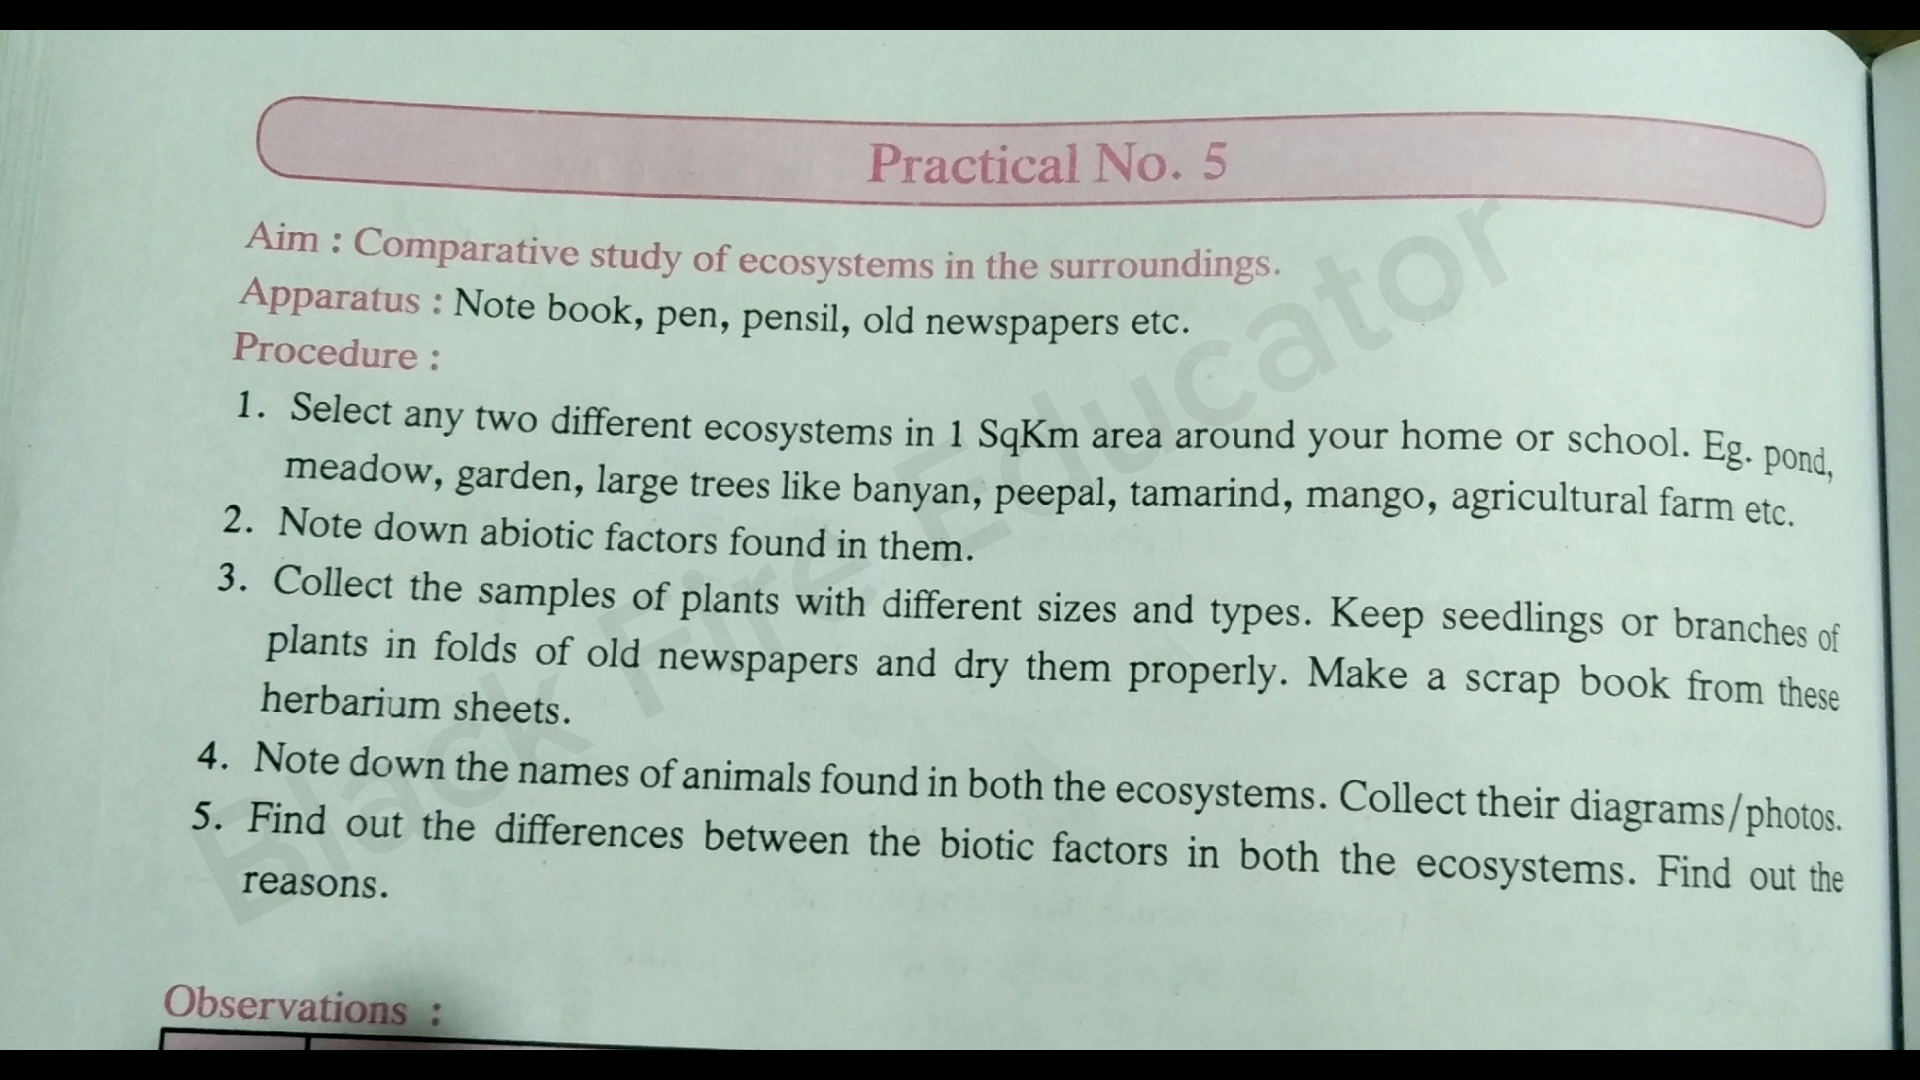 Practical No. 5
Aim : Comparative study of ecosystems in the surroundings.
Apparatus : Note book, pen, pensil, old newspapers etc.
Procedure :
1. Select any two different ecosystems in 1 SqKm area around your home or school. Eg. pond,
meadow, garden, large trees like banyan, peepal, tamarind, mango, agricultural farm etc.
2. Note down abiotic factors found in them.
3. Collect the samples of plants with different sizes and types. Keep seedlings or branches of
plants in folds of old newspapers and dry them properly. Make a scrap book from these
herbarium sheets.
4. Note down the names of animals found in both the ecosystems. Collect their diagrams/photos.
5. Find out the differences between the biotic factors in both the ecosystems. Find out the
reasons.
Observations :
Black Fire Educator